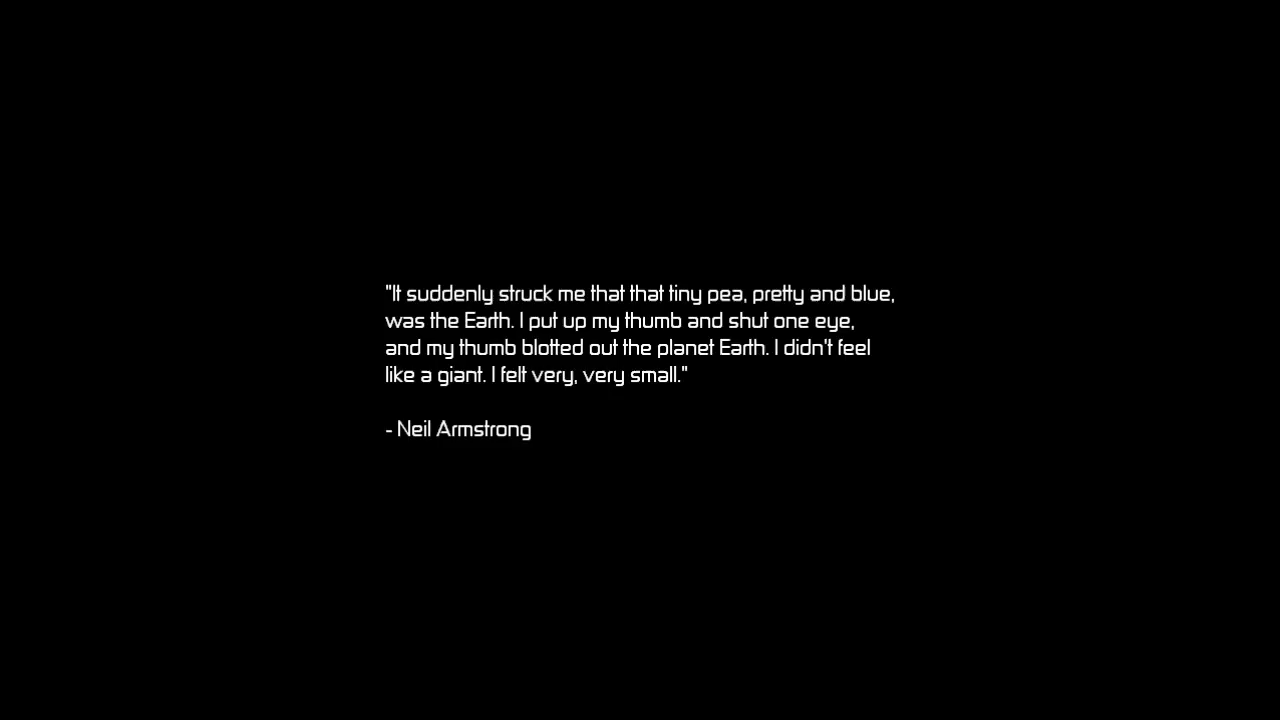 "It suddenly struck me that that tiny pea, pretty and blue,
was the Earth. I put up my thumb and shut one eye,
and my thumb blotted out the planet Earth. I didn't feel
like a giant. I felt very, very small."
- Neil Armstrong